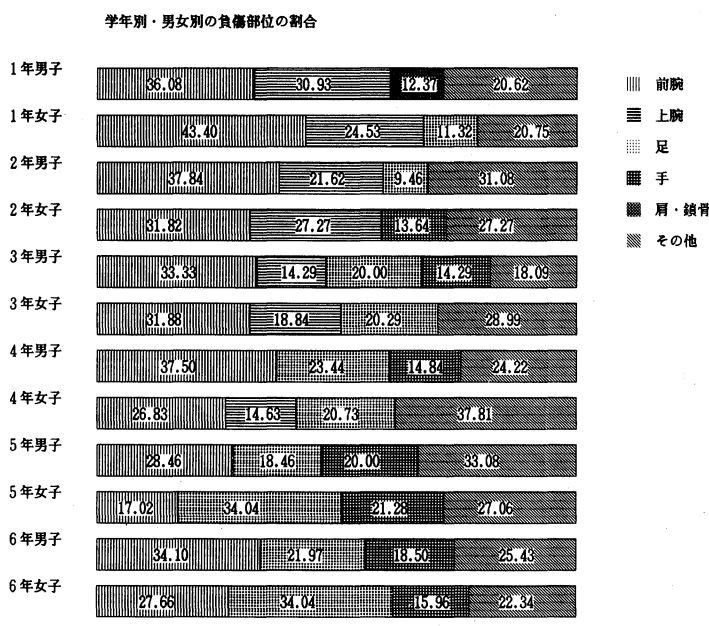 学年別・男女別の負傷部位の割合
1年男子 36.08 30.93 12.37 20.62
1年女子 43.40 24.53 11.32 20.75
2年男子 37.84 21.62 9.46 31.08
2年女子 31.82 27.27 13.64 27.27
3年男子 33.33 14.29 20.00 14.29 18.09
3年女子 31.88 18.84 20.29 28.99
4年男子 37.50 23.44 14.84 24.22
4年女子 26.83 14.63 20.73 37.81
5年男子 28.46 18.46 20.00 33.08
5年女子 17.02 34.04 21.28 27.06
6年男子 34.10 21.97 18.50 25.43
6年女子 27.66 34.04 15.96 22.34
前腕
上腕
足
手
肩・鎖骨
その他